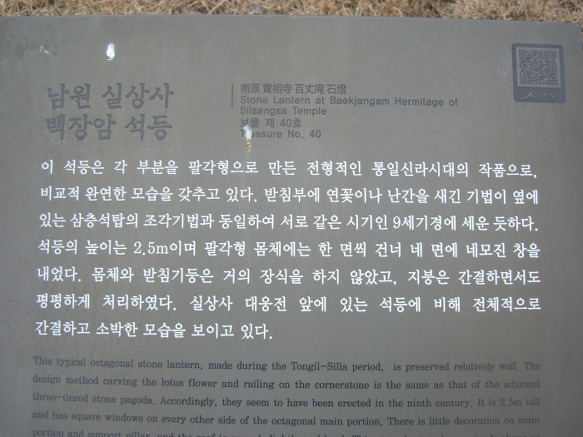 남원 실상사
백장암 석등
南原 實相寺 百丈庵 石燈
Stone Lantern at Baekjangam Hermitage of
Silsangsa Temple
보물 제 40호
Treasure No. 40
이 석등은 각 부분을 팔각형으로 만든 전형적인 통일신라시대의 작품으로,
비교적 완연한 모습을 갖추고 있다. 받침부에 연꽃이나 난간을 새긴 기법이 옆에
있는 삼층석탑의 조각기법과 동일하여 서로 같은 시기인 9세기경에 세운 듯하다.
석등의 높이는 2.5m이며 팔각형 몸체에는 한 면씩 건너 네 면에 네모진 창을
내었다. 몸체와 받침기둥은 거의 장식을 하지 않았고, 지붕은 간결하면서도
평평하게 처리하였다. 실상사 대웅전 앞에 있는 석등에 비해 전체적으로
간결하고 소박한 모습을 보이고 있다.
This typical octagonal stone lantern, made during the Tongil-Silla period, is preserved relatively well. The
design method carving the lotus flower and railing on the cornerstone is the same as that of the adjacent
three-tiered stone pagoda. Accordingly, they seem to have been erected in the ninth century. It is 2.5m tall
and has square windows on every other side of the octagonal main portion. There is little decoration on main
portion and support pillar, and the roof is